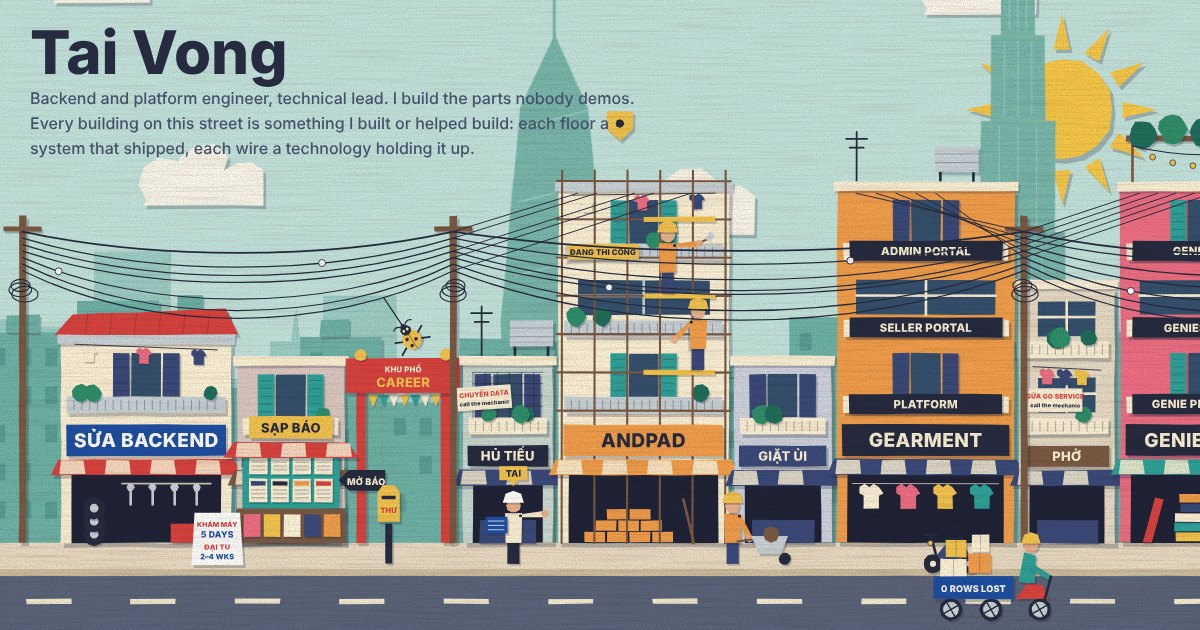 Tai Vong
Backend and platform engineer, technical lead. I build the parts nobody demos.
Every building on this street is something I built or helped build: each floor a
system that shipped, each wire a technology holding it up.
ĐANG THI CÔNG
ADMIN PORTAL
SELLER PORTAL
PLATFORM
GEARMENT
KHU PHỐ
CAREER
CHUYÊN DATA
call the mechanic
SỬA GO SERVICE
call the mechanic
SỬA BACKEND
SẠP BÁO
HỦ TIẾU
TAI
ANDPAD
GIẶT ỦI
PHỞ
GENIE
MỞ BÁO
THƯ
KHÁM MÁY
5 DAYS
ĐẠI TU
2–4 WKS
0 ROWS LOST